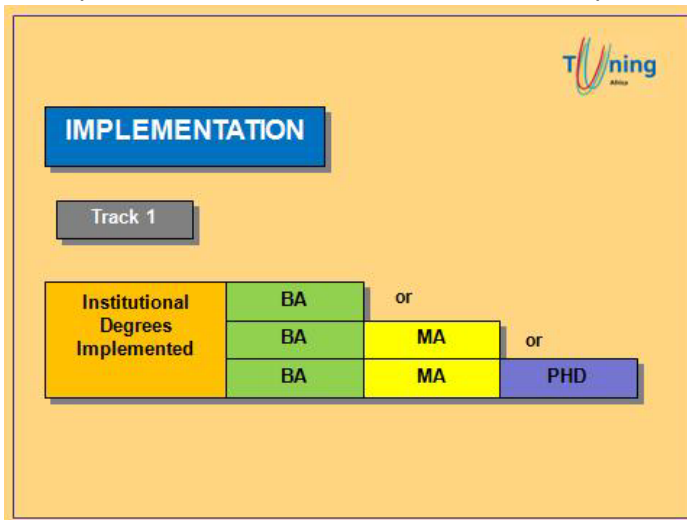 Tuning
Africa
IMPLEMENTATION
Track 1
Institutional
Degrees
Implemented
BA or
BA MA or
BA MA PHD